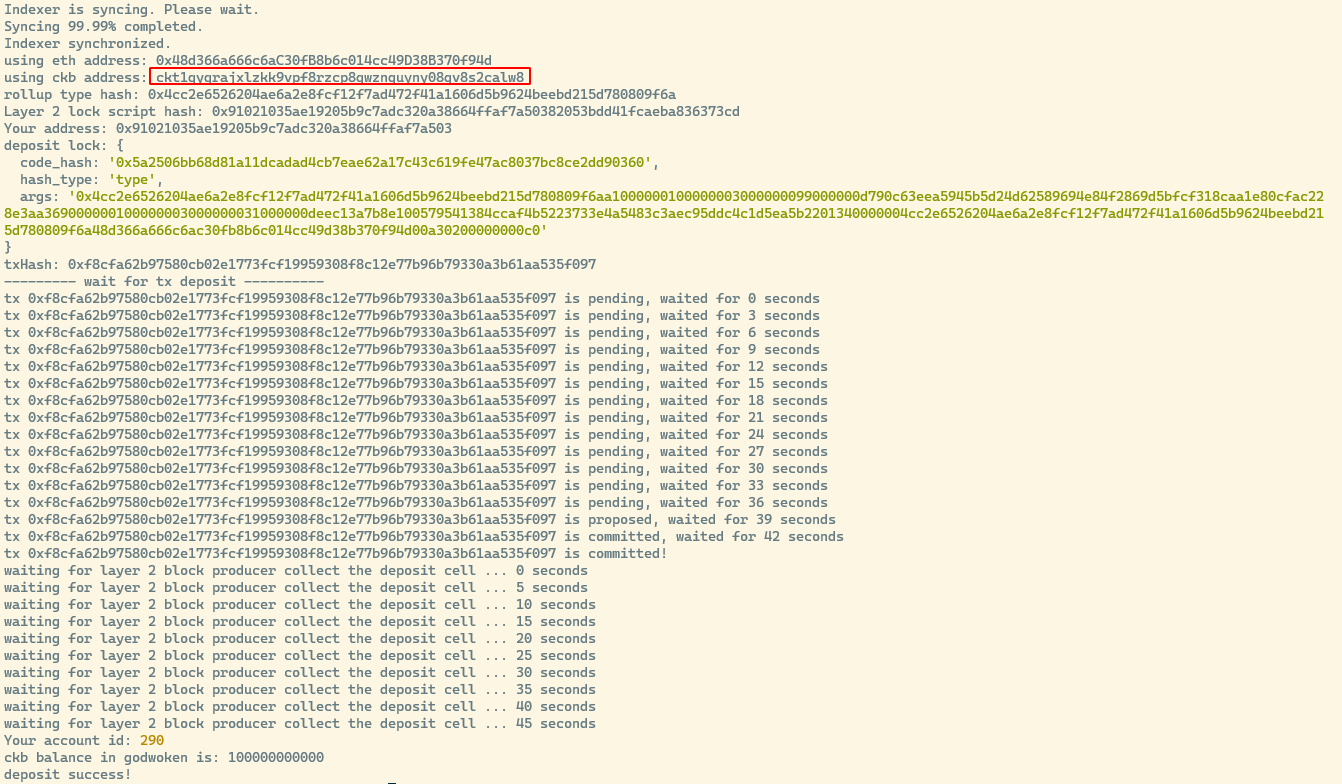 Indexer is syncing. Please wait.
Syncing 99.99% completed.
Indexer synchronized.
using eth address: 0x48d366a666c6aC30fB8b6c014cc49D38B370f94d
using ckb address: ckt1qyqrajxlzkk9vpf8rzcp8qwznquyny08qv8s2calw8
rollup type hash: 0x4cc2e6526204ae6a2e8fcf12f7ad472f41a1606d5b9624beebd215d780809f6a
Layer 2 lock script hash: 0x91021035ae19205b9c7adc320a38664ffaf7a50382053bdd41fcaeba836373cd
Your address: 0x91021035ae19205b9c7adc320a38664ffaf7a503
deposit lock: {
  code_hash: '0x5a2506bb68d81a11dcadad4cb7eae62a17c43c619fe47ac8037bc8ce2dd90360',
  hash_type: 'type',
  args: '0x4cc2e6526204ae6a2e8fcf12f7ad472f41a1606d5b9624beebd215d780809f6aa1000000100000003000000099000000d790c63eea5945b5d24d62589694e84f2869d5bfcf318caa1e80cfac22
8e3aa3690000000100000003000000031000000deec13a7b8e100579541384ccaf4b5223733e4a5483c3aec95ddc4c1d5ea5b2201340000004cc2e6526204ae6a2e8fcf12f7ad472f41a1606d5b9624beebd21
5d780809f6a48d366a666c6ac30fb8b6c014cc49d38b370f94d00a30200000000c0'
}
txHash: 0xf8cfa62b97580cb02e1773fcf19959308f8c12e77b96b79330a3b61aa535f097
--------- wait for tx deposit ----------
tx 0xf8cfa62b97580cb02e1773fcf19959308f8c12e77b96b79330a3b61aa535f097 is pending, waited for 0 seconds
tx 0xf8cfa62b97580cb02e1773fcf19959308f8c12e77b96b79330a3b61aa535f097 is pending, waited for 3 seconds
tx 0xf8cfa62b97580cb02e1773fcf19959308f8c12e77b96b79330a3b61aa535f097 is pending, waited for 6 seconds
tx 0xf8cfa62b97580cb02e1773fcf19959308f8c12e77b96b79330a3b61aa535f097 is pending, waited for 9 seconds
tx 0xf8cfa62b97580cb02e1773fcf19959308f8c12e77b96b79330a3b61aa535f097 is pending, waited for 12 seconds
tx 0xf8cfa62b97580cb02e1773fcf19959308f8c12e77b96b79330a3b61aa535f097 is pending, waited for 15 seconds
tx 0xf8cfa62b97580cb02e1773fcf19959308f8c12e77b96b79330a3b61aa535f097 is pending, waited for 18 seconds
tx 0xf8cfa62b97580cb02e1773fcf19959308f8c12e77b96b79330a3b61aa535f097 is pending, waited for 21 seconds
tx 0xf8cfa62b97580cb02e1773fcf19959308f8c12e77b96b79330a3b61aa535f097 is pending, waited for 24 seconds
tx 0xf8cfa62b97580cb02e1773fcf19959308f8c12e77b96b79330a3b61aa535f097 is pending, waited for 27 seconds
tx 0xf8cfa62b97580cb02e1773fcf19959308f8c12e77b96b79330a3b61aa535f097 is pending, waited for 30 seconds
tx 0xf8cfa62b97580cb02e1773fcf19959308f8c12e77b96b79330a3b61aa535f097 is pending, waited for 33 seconds
tx 0xf8cfa62b97580cb02e1773fcf19959308f8c12e77b96b79330a3b61aa535f097 is pending, waited for 36 seconds
tx 0xf8cfa62b97580cb02e1773fcf19959308f8c12e77b96b79330a3b61aa535f097 is proposed, waited for 39 seconds
tx 0xf8cfa62b97580cb02e1773fcf19959308f8c12e77b96b79330a3b61aa535f097 is committed, waited for 42 seconds
tx 0xf8cfa62b97580cb02e1773fcf19959308f8c12e77b96b79330a3b61aa535f097 is committed!
waiting for layer 2 block producer collect the deposit cell ... 0 seconds
waiting for layer 2 block producer collect the deposit cell ... 5 seconds
waiting for layer 2 block producer collect the deposit cell ... 10 seconds
waiting for layer 2 block producer collect the deposit cell ... 15 seconds
waiting for layer 2 block producer collect the deposit cell ... 20 seconds
waiting for layer 2 block producer collect the deposit cell ... 25 seconds
waiting for layer 2 block producer collect the deposit cell ... 30 seconds
waiting for layer 2 block producer collect the deposit cell ... 35 seconds
waiting for layer 2 block producer collect the deposit cell ... 40 seconds
waiting for layer 2 block producer collect the deposit cell ... 45 seconds
Your account id: 290
ckb balance in godwoken is: 100000000000
deposit success!